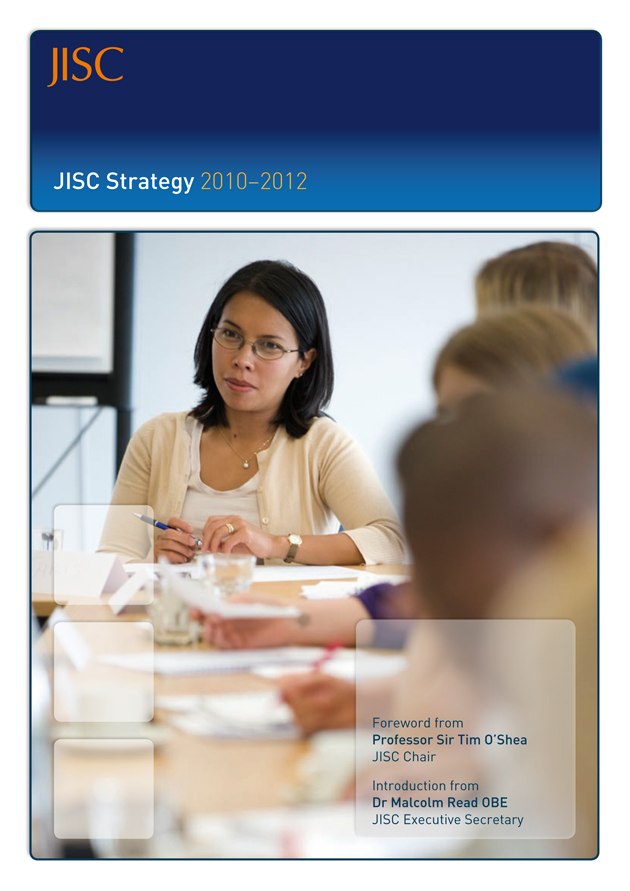 JISC
JISC Strategy 2010–2012
Foreword from
Professor Sir Tim O’Shea
JISC Chair
Introduction from
Dr Malcolm Read OBE
JISC Executive Secretary